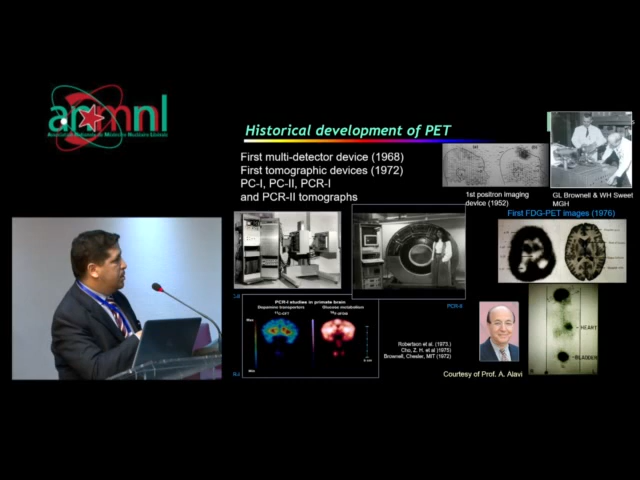 anmnl
Historical development of PET
First multi-detector device (1968)
First tomographic devices (1972)
PC-I, PC-II, PCR-I
and PCR-II tomographs
1st positron Imaging
device (1952)
GL Brownell & WH Sweet
MGH
First FDG-PET images (1976)
PCR-II
PCR-I studies in primate brain
Dopamine transporters
Glucose metabolism
Robertson et al. (1973.)
Cho, Z. H. et al (1975)
Brownell, Chesler, MIT (1972)
HEART
BLADDER
Courtesy of Prof. A. Alavi